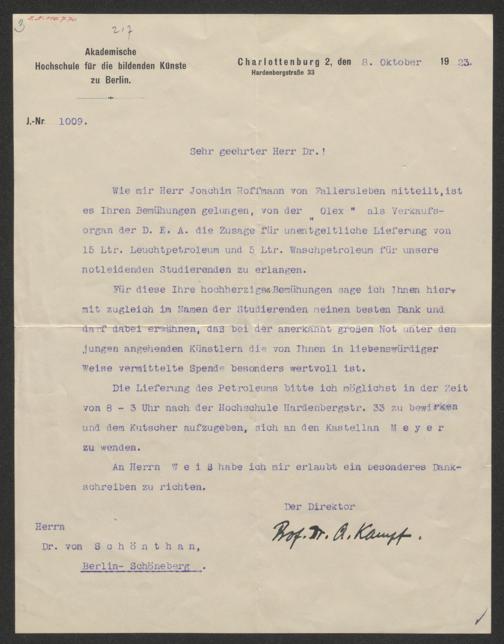 3
217
Akademische
Hochschule für die bildenden Künste
zu Berlin.
Charlottenburg 2, den 8. Oktober 1923.
Hardenbergstraße 33
J.-Nr. 1009.
Sehr geehrter Herr Dr.!
Wie mir Herr Joachim Hoffmann von Fallersleben mitteilt, ist
es Ihren Bemühungen gelungen, von der „Olex" als Verkaufs-
organ der D. E. A. die Zusage für unentgeltliche Lieferung von
15 Ltr. Leuchtpetroleum und 5 Ltr. Waschpetroleum für unsere
notleidenden Studierenden zu erlangen.
Für diese Ihre hochherzigen Bemühungen sage ich Ihnen hier-
mit zugleich im Namen der Studierenden meinen besten Dank und
darf dabei erwähnen, daß bei der anerkannt großen Not unter den
jungen angehenden Künstlern die von Ihnen in liebenswürdiger
Weise vermittelte Spende besonders wertvoll ist.
Die Lieferung des Petroleums bitte ich möglichst in der Zeit
von 8 - 3 Uhr nach der Hochschule Hardenbergstr. 33 zu bewirken
und dem Kutscher aufzugeben, sich an den Kastellan M e y e r
zu wenden.
An Herrn W e i ß habe ich mir erlaubt ein besonderes Dank-
schreiben zu richten.
Der Direktor
Prof. Dr. A. Kampf.
Herrn
Dr. von S c h ö n t h a n,
Berlin- Schöneberg .